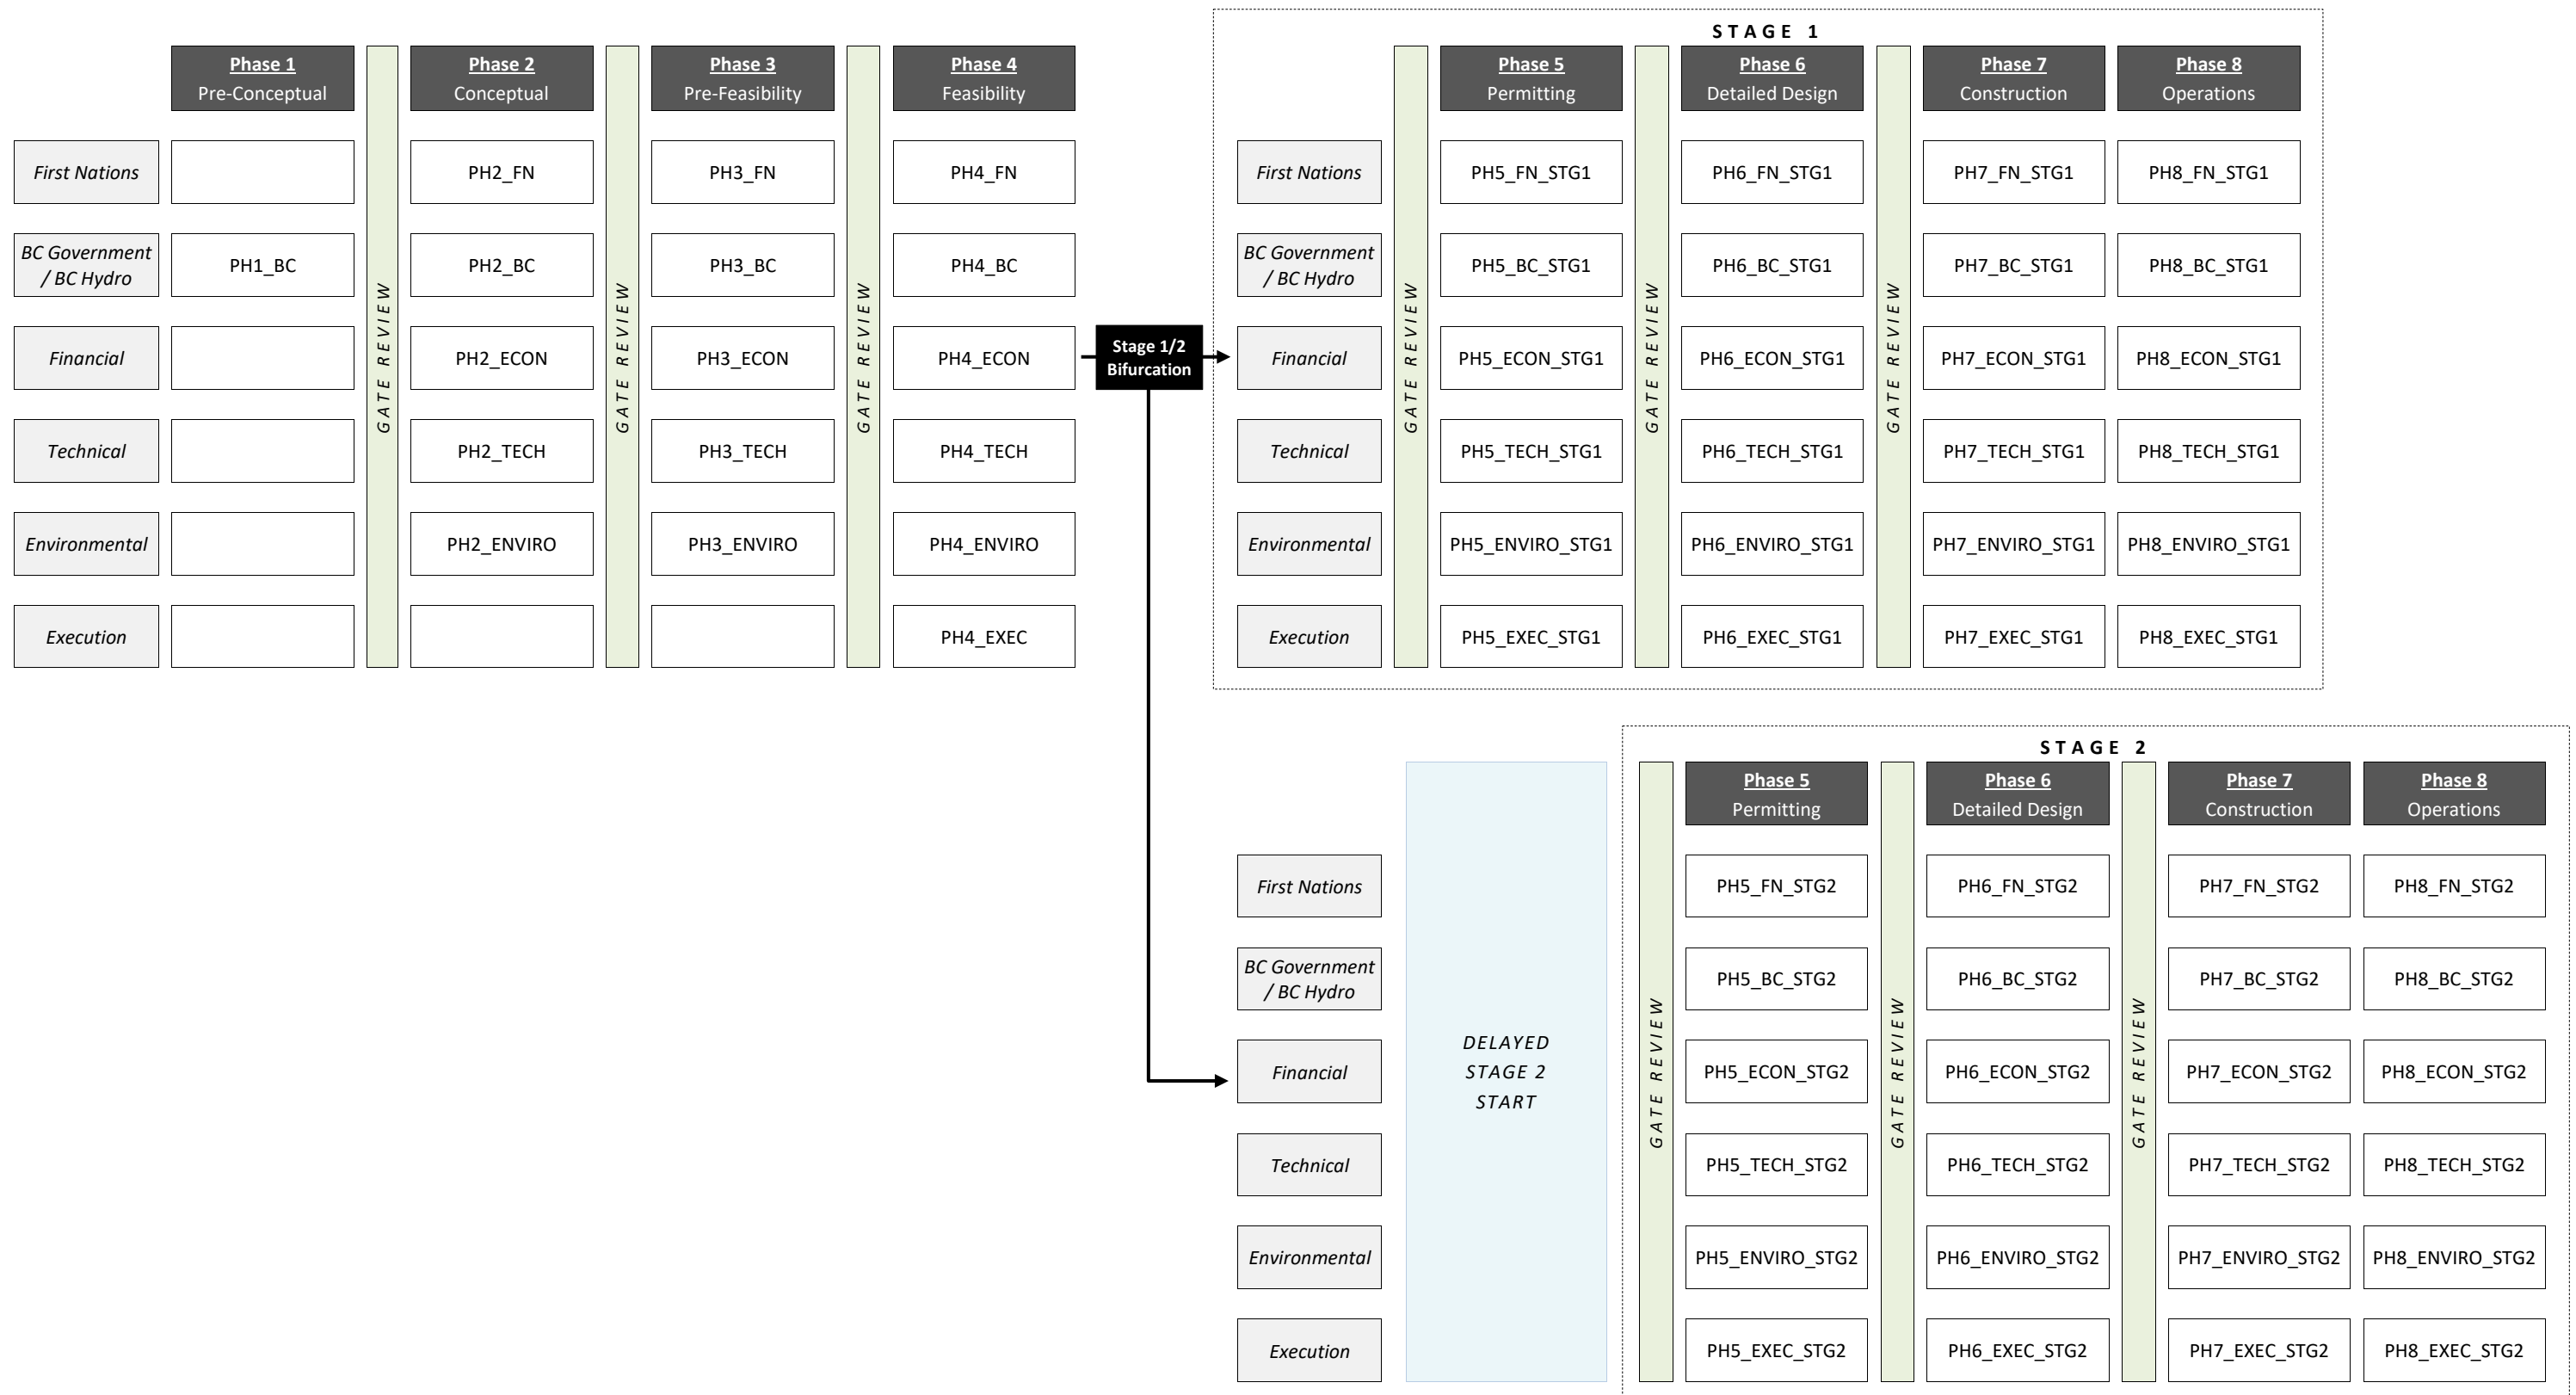 STAGE 1
Phase 1
Pre-Conceptual
Phase 2
Conceptual
Phase 3
Pre-Feasibility
Phase 4
Feasibility
Phase 5
Permitting
Phase 6
Detailed Design
Phase 7
Construction
Phase 8
Operations
GATE REVIEW
GATE REVIEW
GATE REVIEW
GATE REVIEW
GATE REVIEW
GATE REVIEW
First Nations
PH2_FN
PH3_FN
PH4_FN
First Nations
PH5_FN_STG1
PH6_FN_STG1
PH7_FN_STG1
PH8_FN_STG1
BC Government
/ BC Hydro
PH1_BC
PH2_BC
PH3_BC
PH4_BC
BC Government
/ BC Hydro
PH5_BC_STG1
PH6_BC_STG1
PH7_BC_STG1
PH8_BC_STG1
Financial
PH2_ECON
PH3_ECON
PH4_ECON
Stage 1/2
Bifurcation
Financial
PH5_ECON_STG1
PH6_ECON_STG1
PH7_ECON_STG1
PH8_ECON_STG1
Technical
PH2_TECH
PH3_TECH
PH4_TECH
Technical
PH5_TECH_STG1
PH6_TECH_STG1
PH7_TECH_STG1
PH8_TECH_STG1
Environmental
PH2_ENVIRO
PH3_ENVIRO
PH4_ENVIRO
Environmental
PH5_ENVIRO_STG1
PH6_ENVIRO_STG1
PH7_ENVIRO_STG1
PH8_ENVIRO_STG1
Execution
PH4_EXEC
Execution
PH5_EXEC_STG1
PH6_EXEC_STG1
PH7_EXEC_STG1
PH8_EXEC_STG1
STAGE 2
Phase 5
Permitting
Phase 6
Detailed Design
Phase 7
Construction
Phase 8
Operations
DELAYED
STAGE 2
START
GATE REVIEW
GATE REVIEW
GATE REVIEW
First Nations
PH5_FN_STG2
PH6_FN_STG2
PH7_FN_STG2
PH8_FN_STG2
BC Government
/ BC Hydro
PH5_BC_STG2
PH6_BC_STG2
PH7_BC_STG2
PH8_BC_STG2
Financial
PH5_ECON_STG2
PH6_ECON_STG2
PH7_ECON_STG2
PH8_ECON_STG2
Technical
PH5_TECH_STG2
PH6_TECH_STG2
PH7_TECH_STG2
PH8_TECH_STG2
Environmental
PH5_ENVIRO_STG2
PH6_ENVIRO_STG2
PH7_ENVIRO_STG2
PH8_ENVIRO_STG2
Execution
PH5_EXEC_STG2
PH6_EXEC_STG2
PH7_EXEC_STG2
PH8_EXEC_STG2